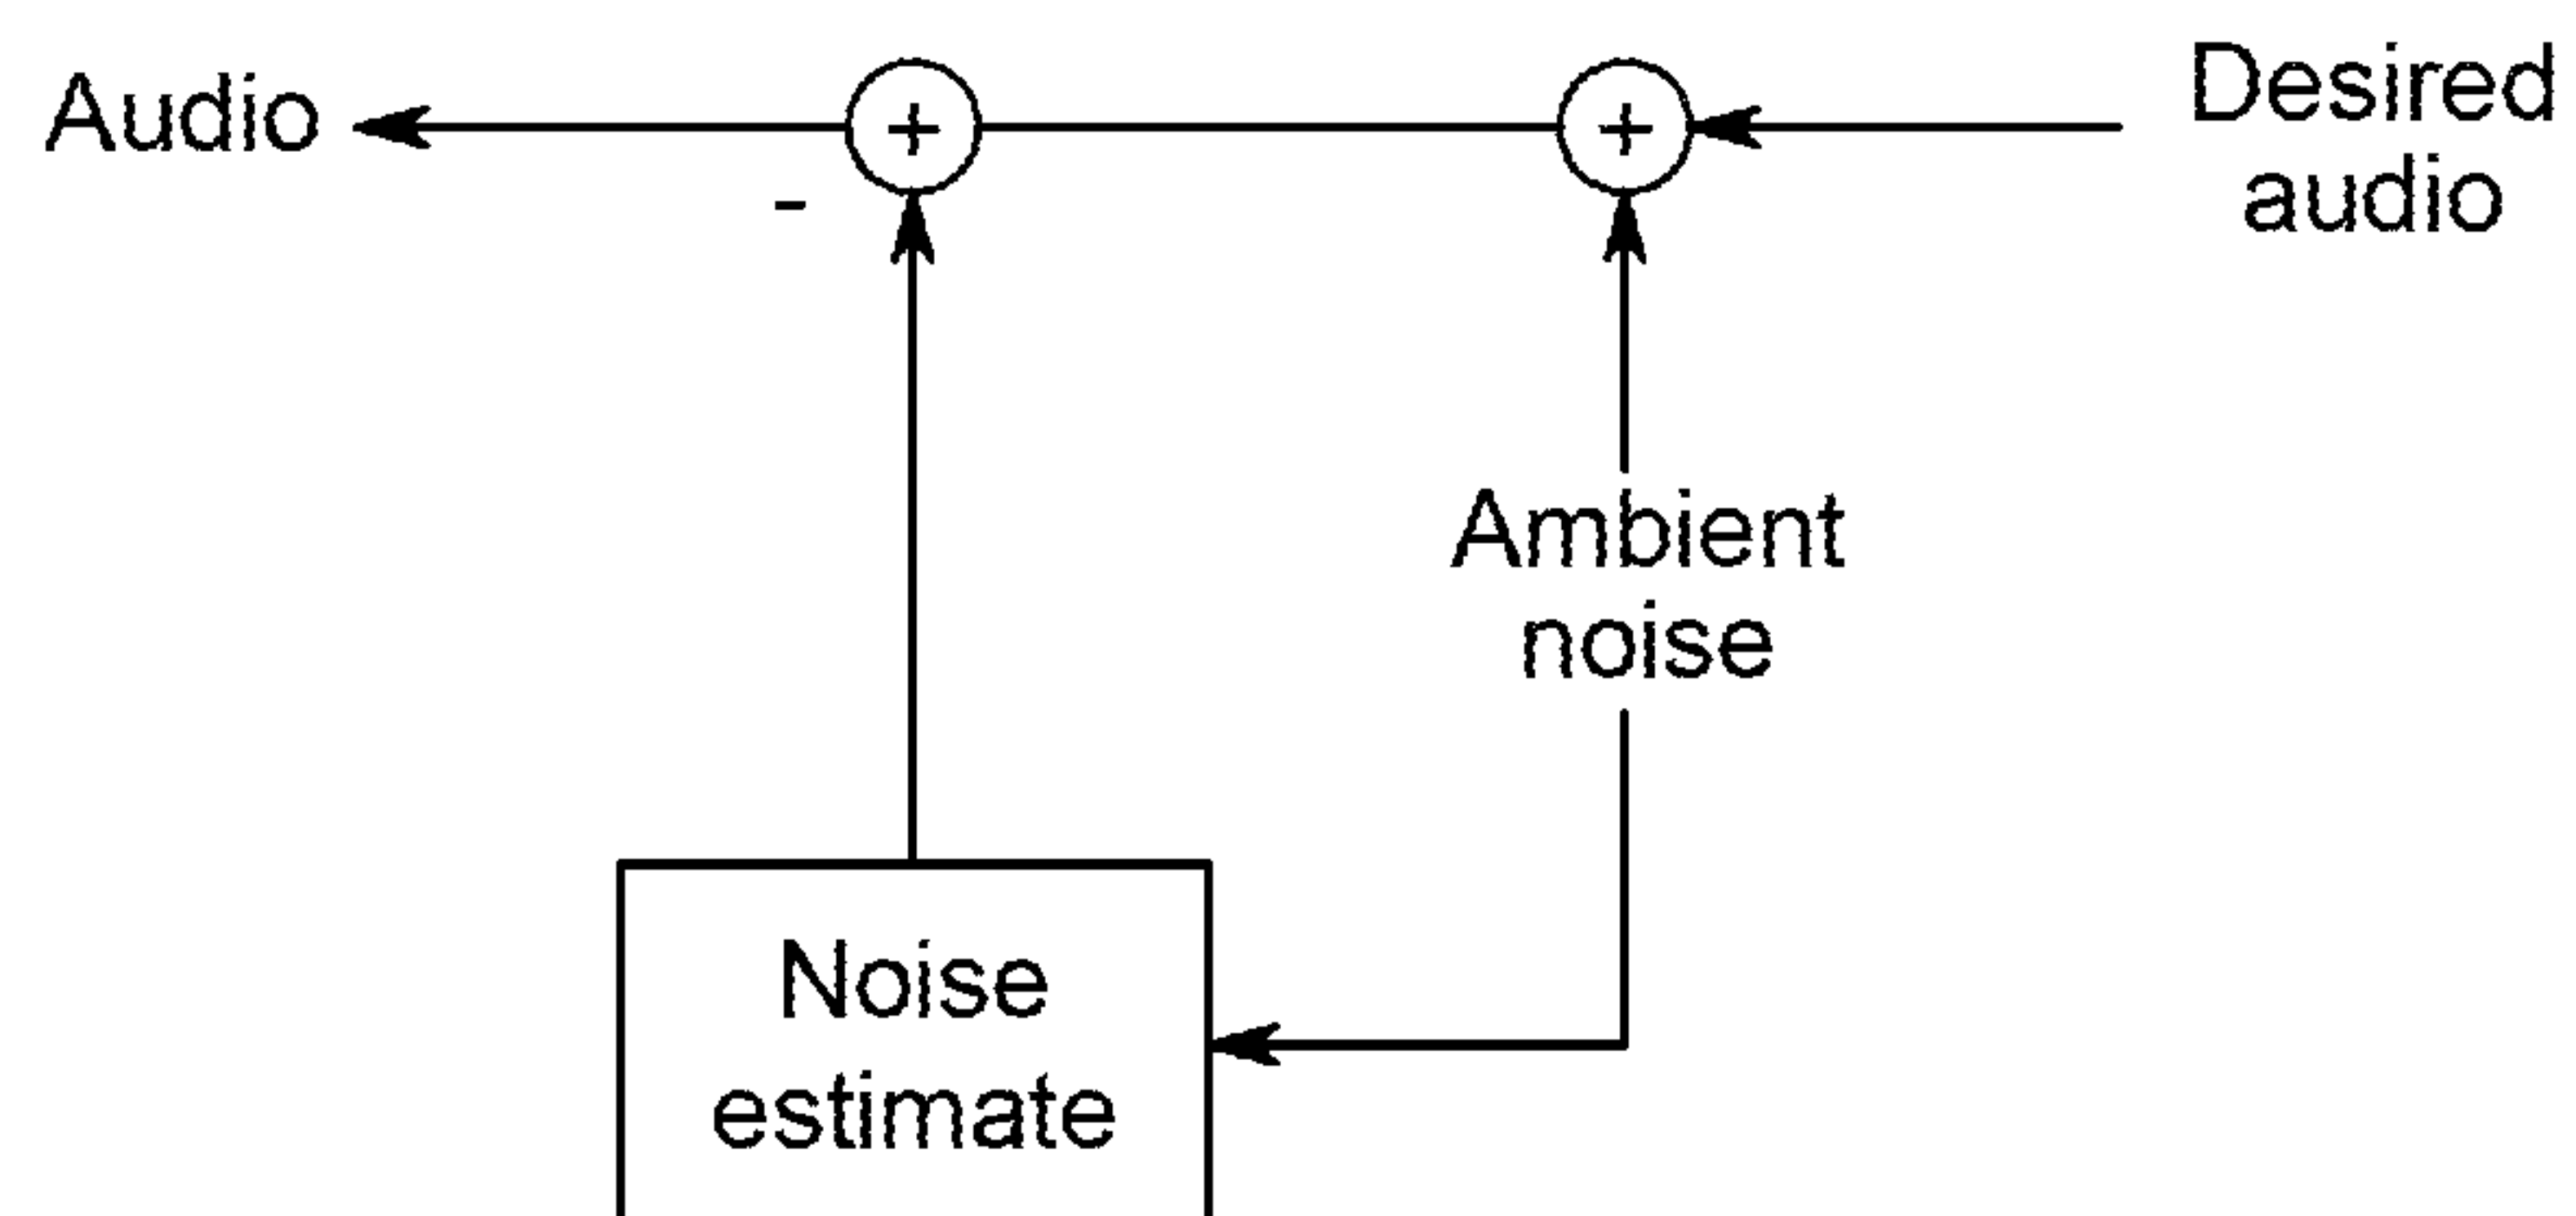 Audio
+
+
Desired
audio
-
Ambient
noise
Noise
estimate